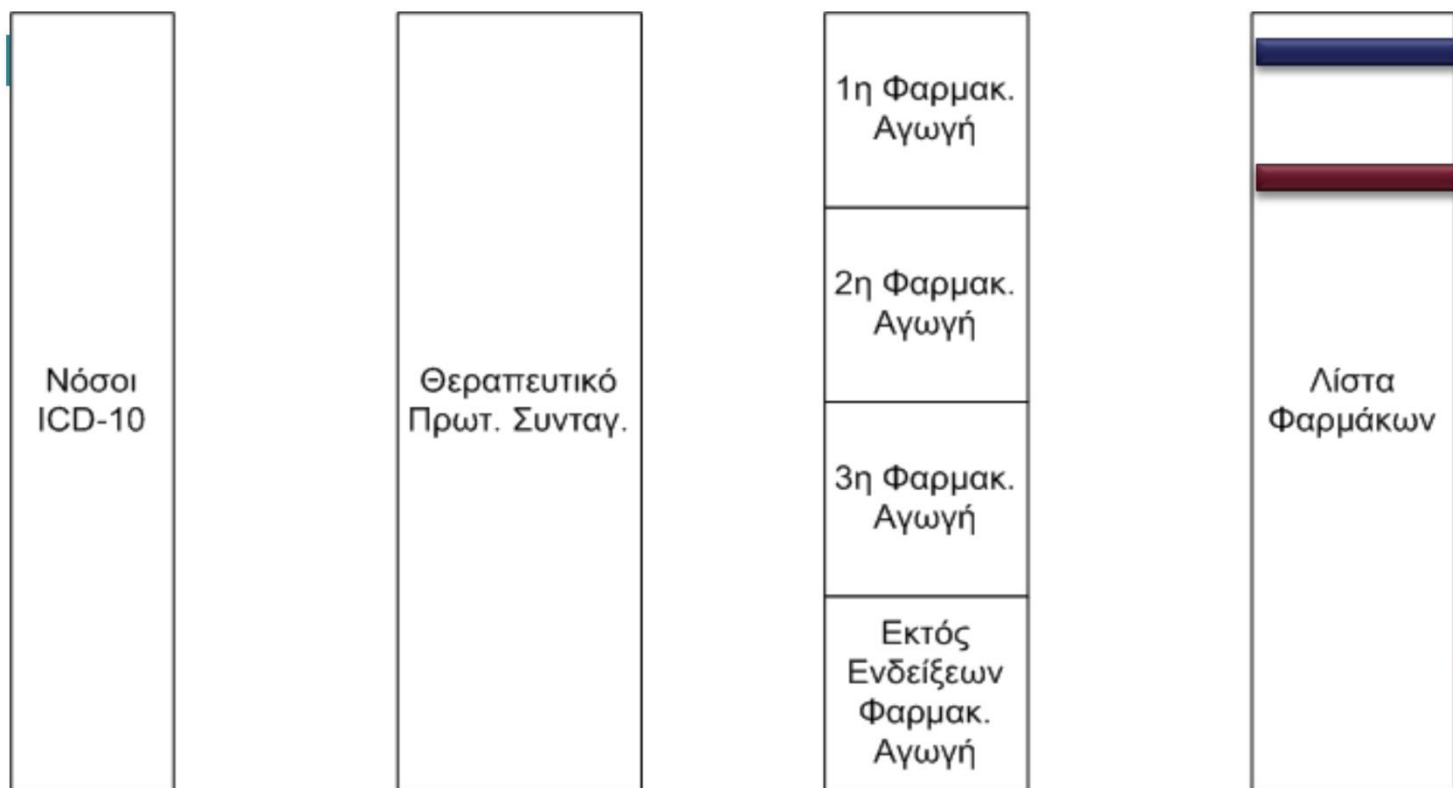 Νόσοι
ICD-10
Θεραπευτικό
Πρωτ. Συνταγ.
1η Φαρμακ.
Αγωγή
2η Φαρμακ.
Αγωγή
3η Φαρμακ.
Αγωγή
Εκτός
Ενδείξεων
Φαρμακ.
Αγωγή
Λίστα
Φαρμάκων